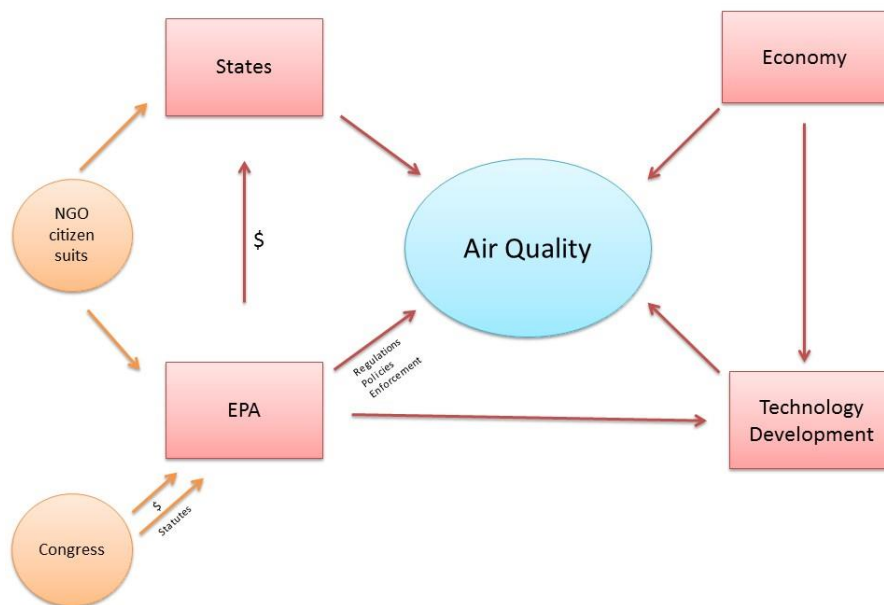 States
Economy
NGO
citizen
suits
$
Air Quality
Regulations
Policies
Enforcement
EPA
Technology
Development
$
Statutes
Congress